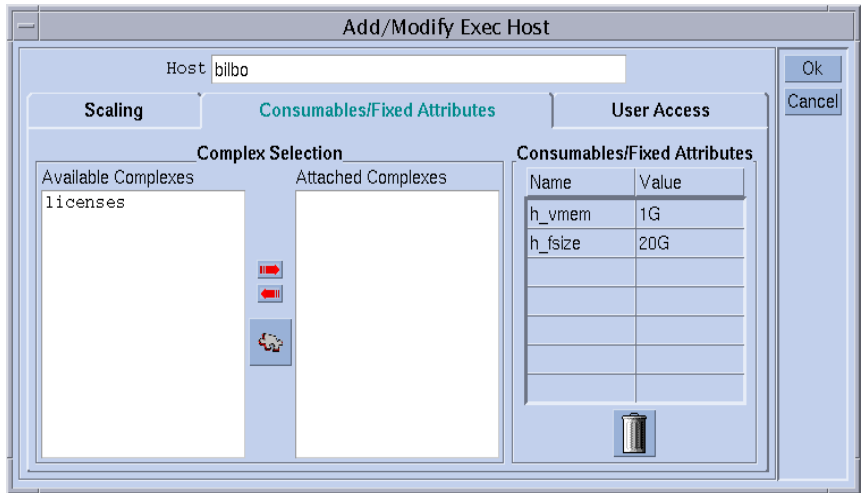 Add/Modify Exec Host
Host bilbo
Ok
Cancel
Scaling
Consumables/Fixed Attributes
User Access
Complex Selection
Available Complexes
Attached Complexes
licenses
Consumables/Fixed Attributes
Name Value
h_vmem 1G
h_fsize 20G